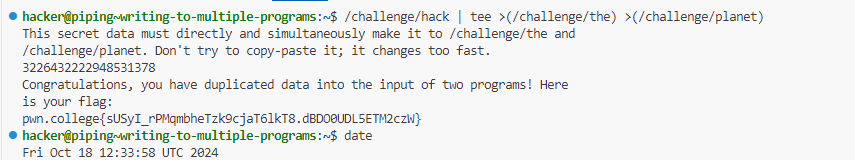 hacker@piping~writing-to-multiple-programs:~$ /challenge/hack | tee >(/challenge/the) >(/challenge/planet)
This secret data must directly and simultaneously make it to /challenge/the and
/challenge/planet. Don't try to copy-paste it; it changes too fast.
3226432222948531378
Congratulations, you have duplicated data into the input of two programs! Here
is your flag:
pwn.college{sUSyI_rPMqmbheTzk9cjaT6lkT8.dBDO0UDL5ETM2czW}
hacker@piping~writing-to-multiple-programs:~$ date
Fri Oct 18 12:33:58 UTC 2024